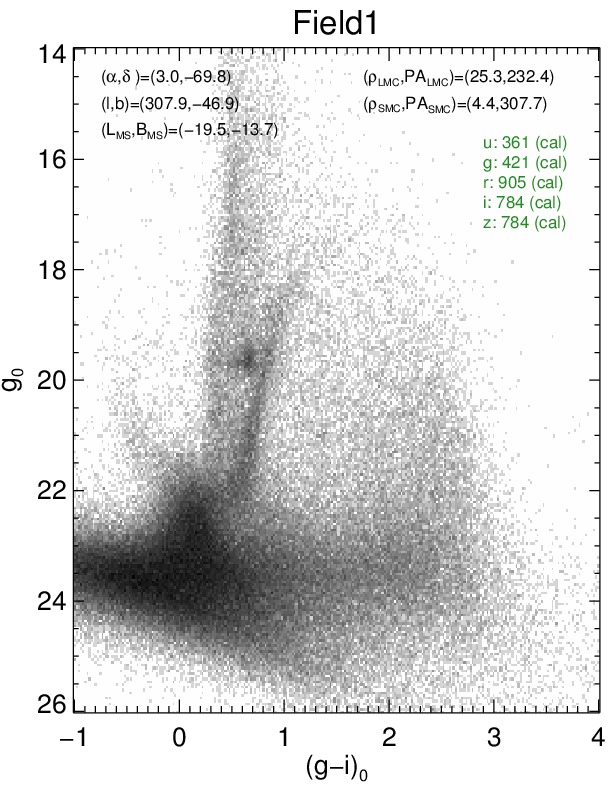 Field1
(α,δ )=(3.0,−69.8)
(ρLMC,PALMC)=(25.3,232.4)
(l,b)=(307.9,−46.9)
(ρSMC,PASMC)=(4.4,307.7)
(LMS,BMS)=(−19.5,−13.7)
u: 361 (cal)
g: 421 (cal)
r: 905 (cal)
i: 784 (cal)
z: 784 (cal)
14
16
18
20
22
24
26
g0
−1 0 1 2 3 4
(g−i)0